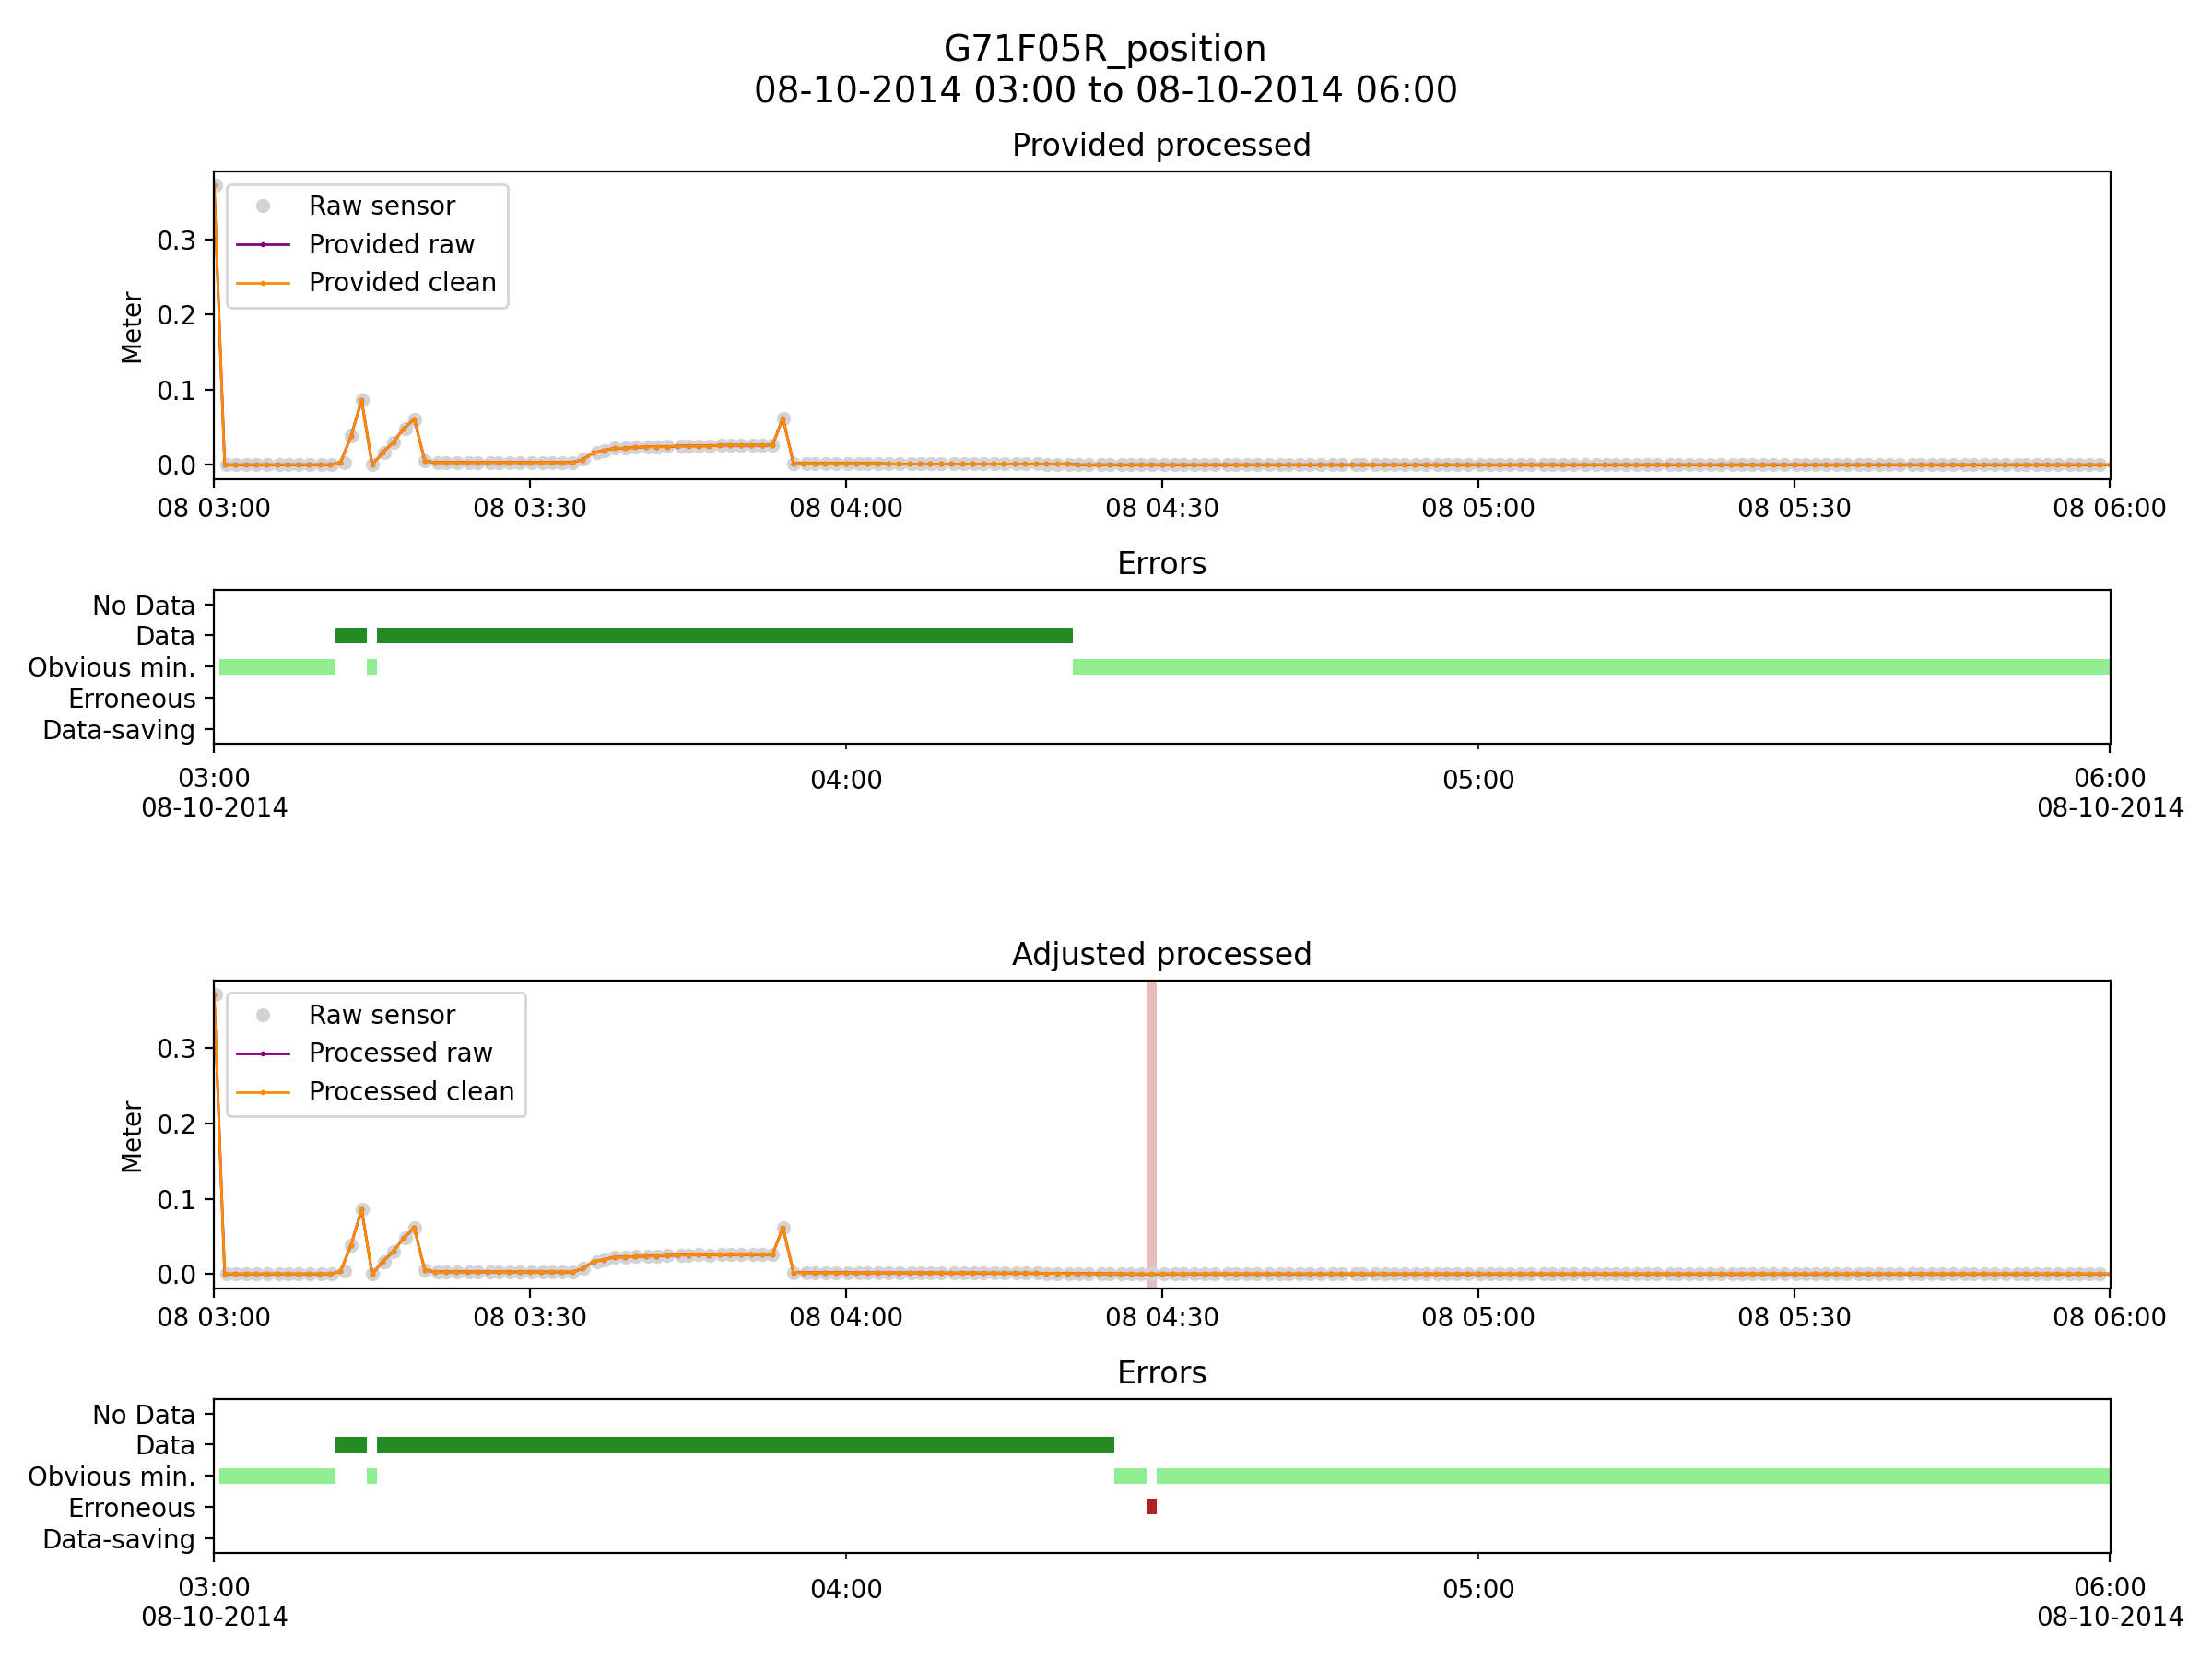 G71F05R_position
08-10-2014 03:00 to 08-10-2014 06:00
Provided processed
Raw sensor
Provided raw
Provided clean
Meter
0.3
0.2
0.1
0.0
08 03:00 08 03:30 08 04:00 08 04:30 08 05:00 08 05:30 08 06:00
Errors
No Data
Data
Obvious min.
Erroneous
Data-saving
03:00 04:00 05:00 06:00
08-10-2014 08-10-2014
Adjusted processed
Raw sensor
Processed raw
Processed clean
Meter
0.3
0.2
0.1
0.0
08 03:00 08 03:30 08 04:00 08 04:30 08 05:00 08 05:30 08 06:00
Errors
No Data
Data
Obvious min.
Erroneous
Data-saving
03:00 04:00 05:00 06:00
08-10-2014 08-10-2014